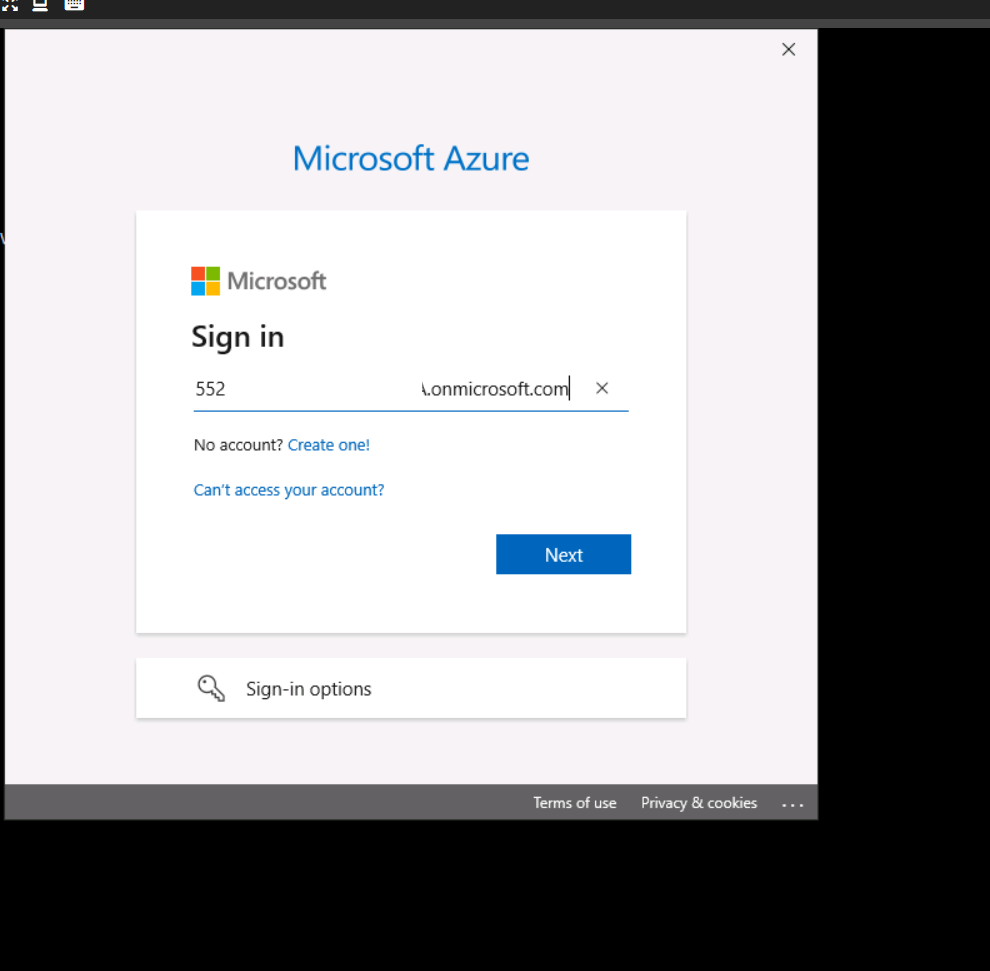 Microsoft Azure
Microsoft
Sign in
552 .onmicrosoft.com
No account? Create one!
Can't access your account?
Next
Sign-in options
Terms of use Privacy & cookies ...